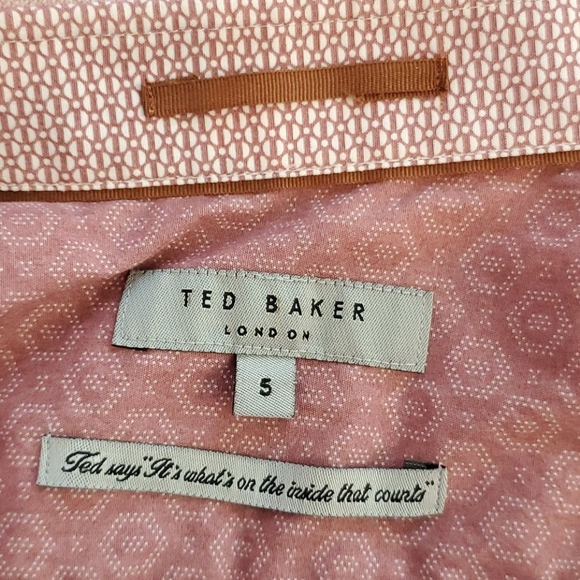 TED BAKER
LONDON
5
Ted says "It's what's on the inside that counts"